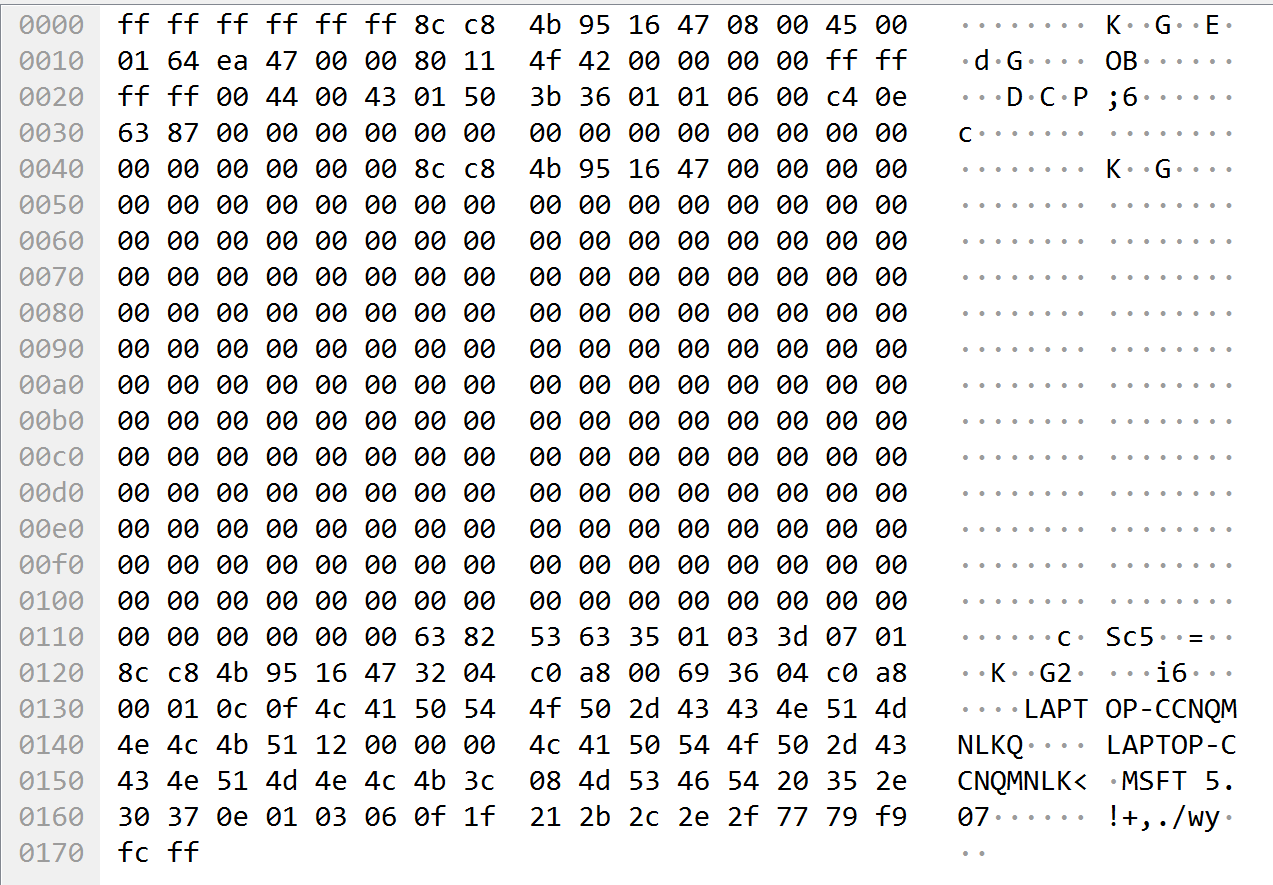 0000 ff ff ff ff ff ff 8c c8 4b 95 16 47 08 00 45 00 ········ K··G··E·
0010 01 64 ea 47 00 00 80 11 4f 42 00 00 00 00 ff ff ·d·G···· OB······
0020 ff ff 00 44 00 43 01 50 3b 36 01 01 06 00 c4 0e ···D·C·P ;6······
0030 63 87 00 00 00 00 00 00 00 00 00 00 00 00 00 00 c······· ········
0040 00 00 00 00 00 00 8c c8 4b 95 16 47 00 00 00 00 ········ K··G····
0050 00 00 00 00 00 00 00 00 00 00 00 00 00 00 00 00 ········ ········
0060 00 00 00 00 00 00 00 00 00 00 00 00 00 00 00 00 ········ ········
0070 00 00 00 00 00 00 00 00 00 00 00 00 00 00 00 00 ········ ········
0080 00 00 00 00 00 00 00 00 00 00 00 00 00 00 00 00 ········ ········
0090 00 00 00 00 00 00 00 00 00 00 00 00 00 00 00 00 ········ ········
00a0 00 00 00 00 00 00 00 00 00 00 00 00 00 00 00 00 ········ ········
00b0 00 00 00 00 00 00 00 00 00 00 00 00 00 00 00 00 ········ ········
00c0 00 00 00 00 00 00 00 00 00 00 00 00 00 00 00 00 ········ ········
00d0 00 00 00 00 00 00 00 00 00 00 00 00 00 00 00 00 ········ ········
00e0 00 00 00 00 00 00 00 00 00 00 00 00 00 00 00 00 ········ ········
00f0 00 00 00 00 00 00 00 00 00 00 00 00 00 00 00 00 ········ ········
0100 00 00 00 00 00 00 00 00 00 00 00 00 00 00 00 00 ········ ········
0110 00 00 00 00 00 00 63 82 53 63 35 01 03 3d 07 01 ······c· Sc5··=··
0120 8c c8 4b 95 16 47 32 04 c0 a8 00 69 36 04 c0 a8 ··K··G2· ···i6···
0130 00 01 0c 0f 4c 41 50 54 4f 50 2d 43 43 4e 51 4d ····LAPT OP-CCNQM
0140 4e 4c 4b 51 12 00 00 00 4c 41 50 54 4f 50 2d 43 NLKQ···· LAPTOP-C
0150 43 4e 51 4d 4e 4c 4b 3c 08 4d 53 46 54 20 35 2e CNQMNLK< ·MSFT 5.
0160 30 37 0e 01 03 06 0f 1f 21 2b 2c 2e 2f 77 79 f9 07······ !+,./wy·
0170 fc ff ··